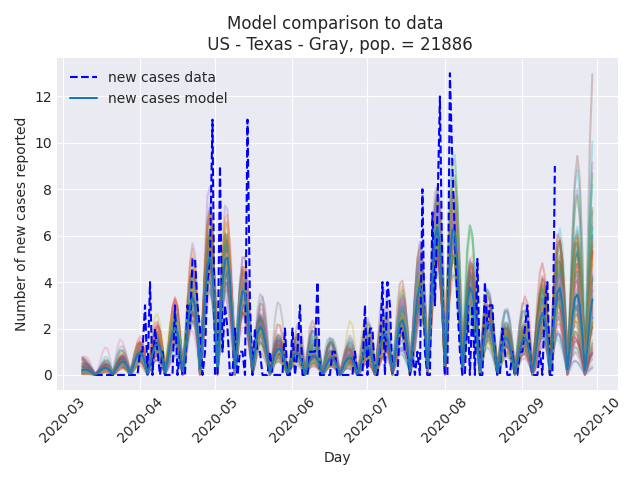 Model comparison to data
US - Texas - Gray, pop. = 21886
new cases data
new cases model
Number of new cases reported
12
10
8
6
4
2
0
2020-03
2020-04
2020-05
2020-06
2020-07
2020-08
2020-09
2020-10
Day